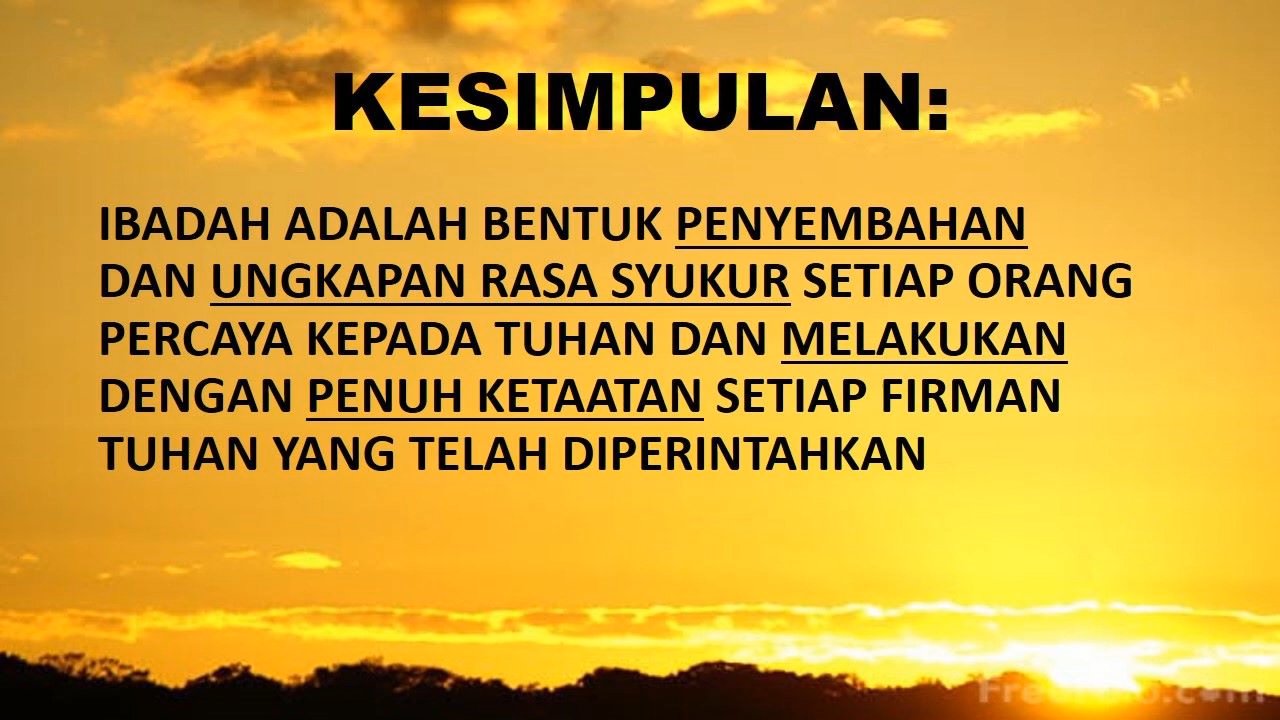 KESIMPULAN:
IBADAH ADALAH BENTUK PENYEMBAHAN
DAN UNGKAPAN RASA SYUKUR SETIAP ORANG
PERCAYA KEPADA TUHAN DAN MELAKUKAN
DENGAN PENUH KETAATAN SETIAP FIRMAN
TUHAN YANG TELAH DIPERINTAHKAN